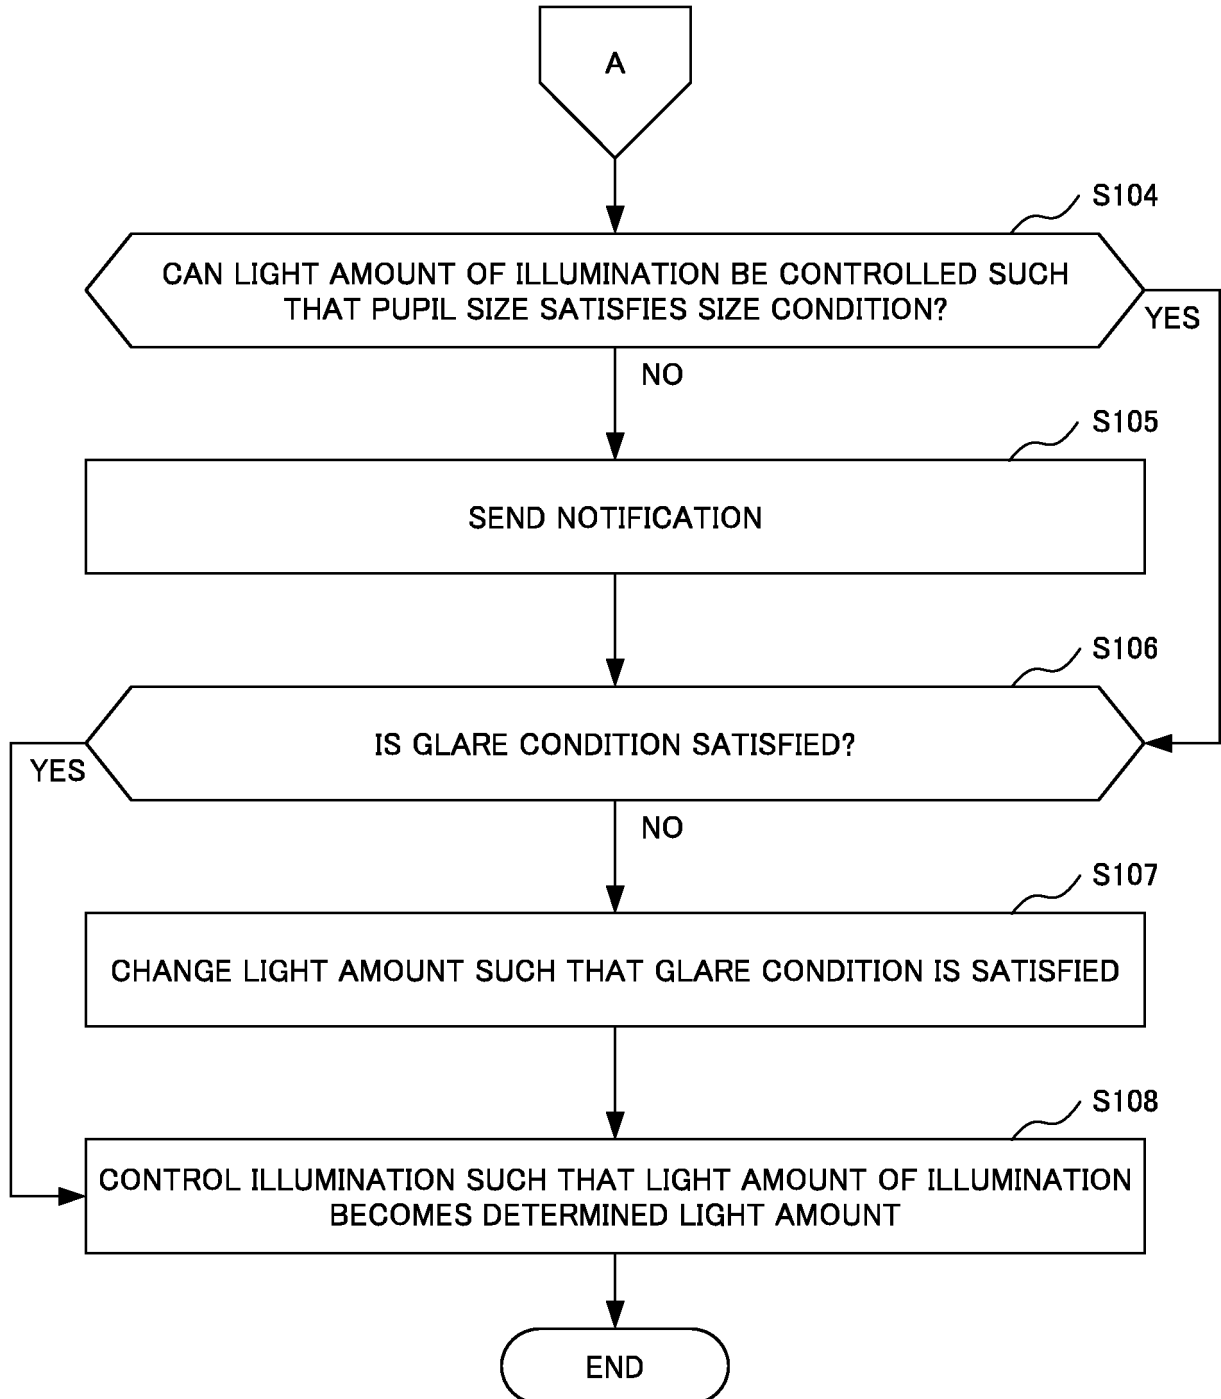 A
S104
CAN LIGHT AMOUNT OF ILLUMINATION BE CONTROLLED SUCH
THAT PUPIL SIZE SATISFIES SIZE CONDITION?
YES
NO
S105
SEND NOTIFICATION
S106
IS GLARE CONDITION SATISFIED?
YES
NO
S107
CHANGE LIGHT AMOUNT SUCH THAT GLARE CONDITION IS SATISFIED
S108
CONTROL ILLUMINATION SUCH THAT LIGHT AMOUNT OF ILLUMINATION
BECOMES DETERMINED LIGHT AMOUNT
END